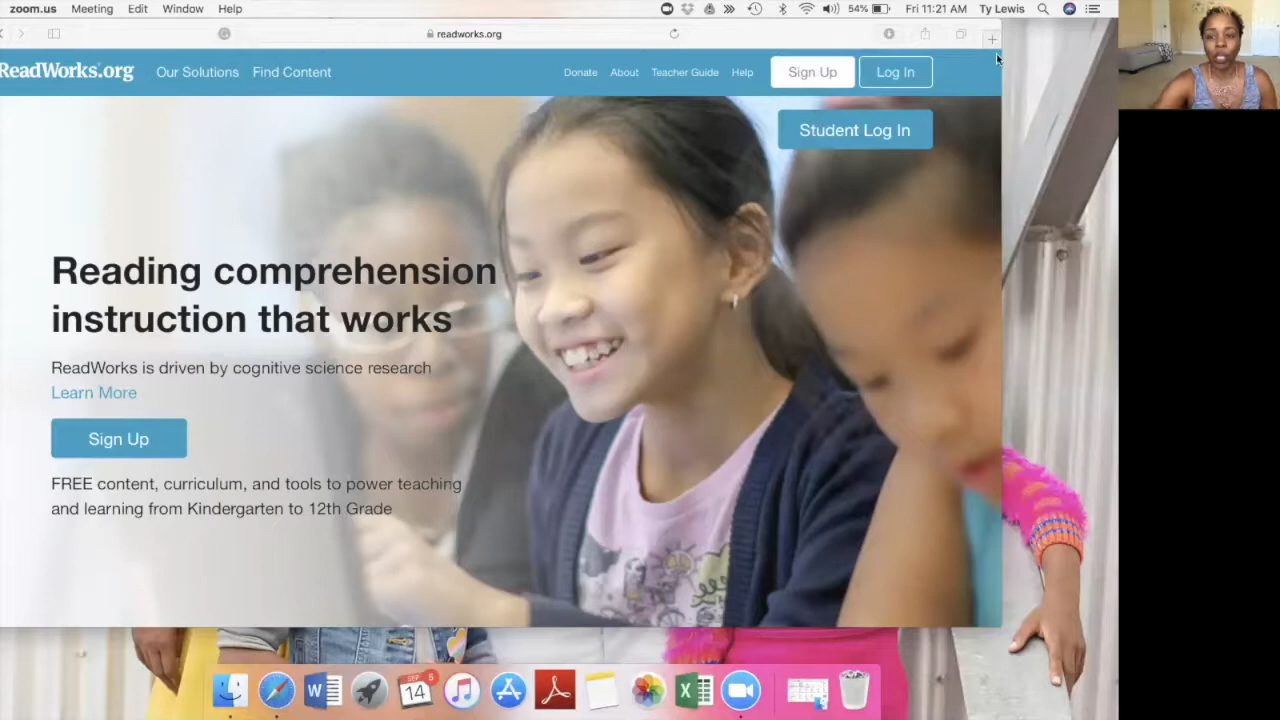 zoom.us Meeting Edit Window Help 54% Fri 11:21 AM Ty Lewis
readworks.org
ReadWorks.org Our Solutions Find Content Donate About Teacher Guide Help Sign Up Log In
Student Log In
Reading comprehension
instruction that works
ReadWorks is driven by cognitive science research
Learn More
Sign Up
FREE content, curriculum, and tools to power teaching
and learning from Kindergarten to 12th Grade
SEP 5
14